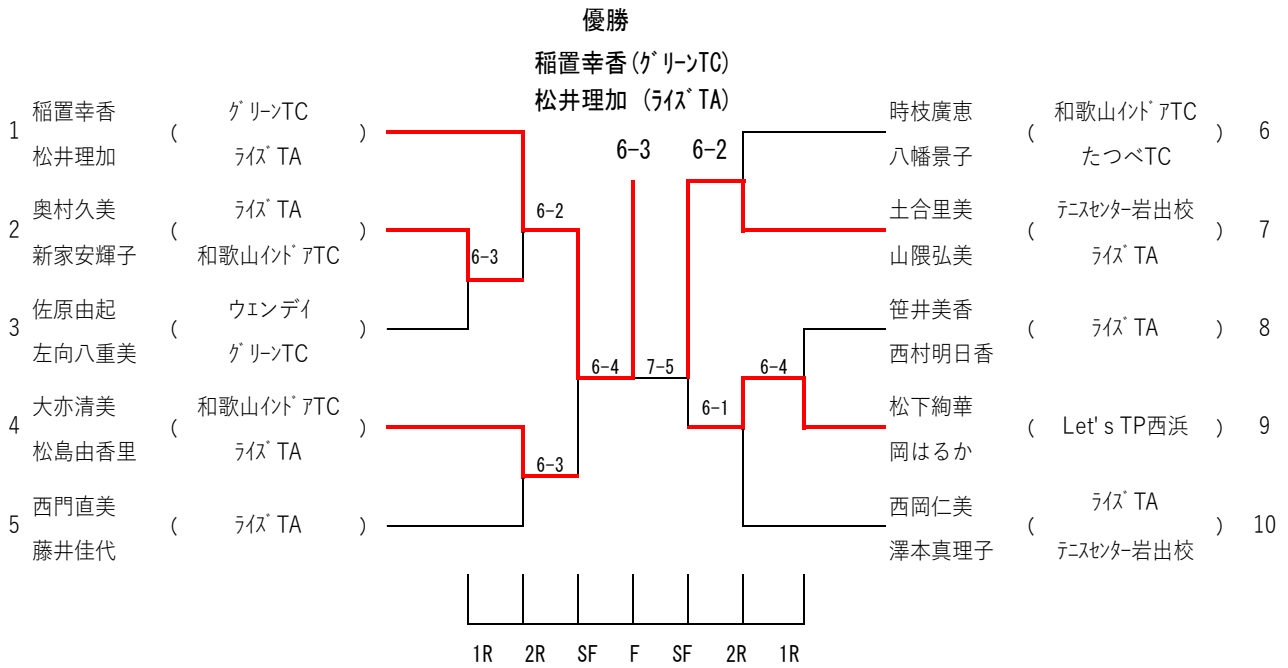 優勝
稲置幸香(ｸﾞﾘｰﾝTC)
松井理加 (ﾗｲｽﾞTA)
6-3 6-2
1 稲置幸香 ( ｸﾞﾘｰﾝTC )
松井理加 ﾗｲｽﾞTA
2 奥村久美 ( ﾗｲｽﾞTA )
新家安輝子 和歌山ｲﾝﾄﾞｱTC
3 佐原由起 ( ウェンデイ )
左向八重美 ｸﾞﾘｰﾝTC
4 大亦清美 ( 和歌山ｲﾝﾄﾞｱTC )
松島由香里 ﾗｲｽﾞTA
5 西門直美 ( ﾗｲｽﾞTA )
藤井佳代
6-2
6-3
6-4 7-5 6-4
6-1
6-3
時枝廣恵 ( 和歌山ｲﾝﾄﾞｱTC ) 6
八幡景子 たつべTC
土合里美 ( ﾃﾆｽｾﾝﾀｰ岩出校 ) 7
山隈弘美 ﾗｲｽﾞTA
笹井美香 ( ﾗｲｽﾞTA ) 8
西村明日香
松下絢華 ( Let's TP西浜 ) 9
岡はるか
西岡仁美 ( ﾗｲｽﾞTA ) 10
澤本真理子 ﾃﾆｽｾﾝﾀｰ岩出校
1R 2R SF F SF 2R 1R